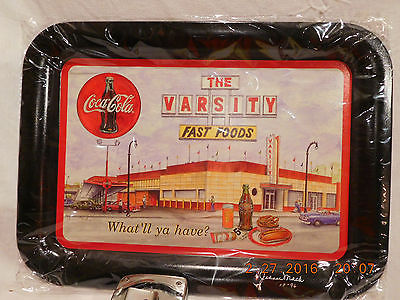 THE
VARSITY
FAST FOODS
Coca-Cola
What'll ya have?
2 27 2016 20:07